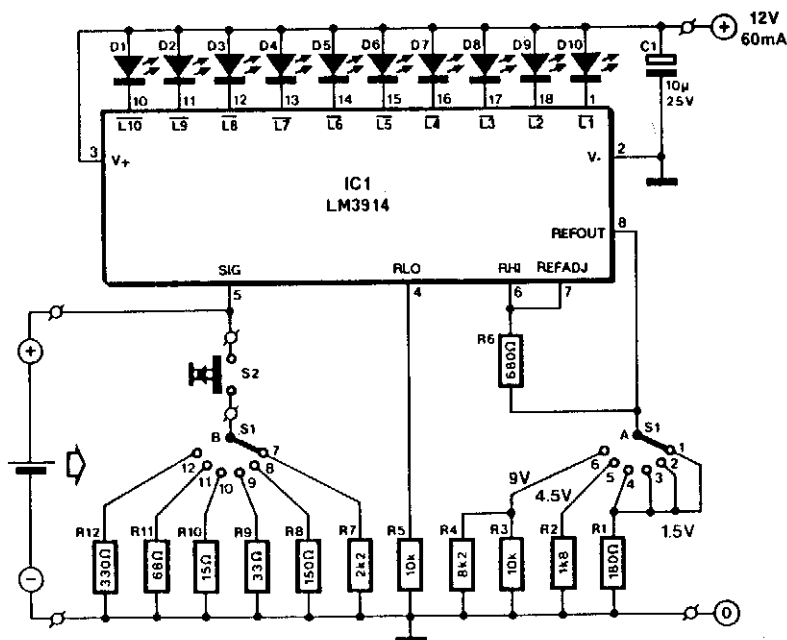 D1 D2 D3 D4 D5 D6 D7 D8 D9 D10
12V
60mA
C1
10µ
25V
10 11 12 13 14 15 16 17 18 1
L10 L9 L8 L7 L6 L5 L4 L3 L2 L1
3 V+
V- 2
IC1
LM3914
REFOUT 8
SIG RLO RHI REFADJ
5 4 6 7
R6
680Ω
S2
B S1
7
12 11 10 9 8
A S1
1
6 5 4 3 2
9V
4.5V
1.5V
R12 R11 R10 R9 R8 R7 R5 R4 R3 R2 R1
330Ω 68Ω 15Ω 33Ω 150Ω 2k2 10k 8k2 10k 1k8 180Ω
0